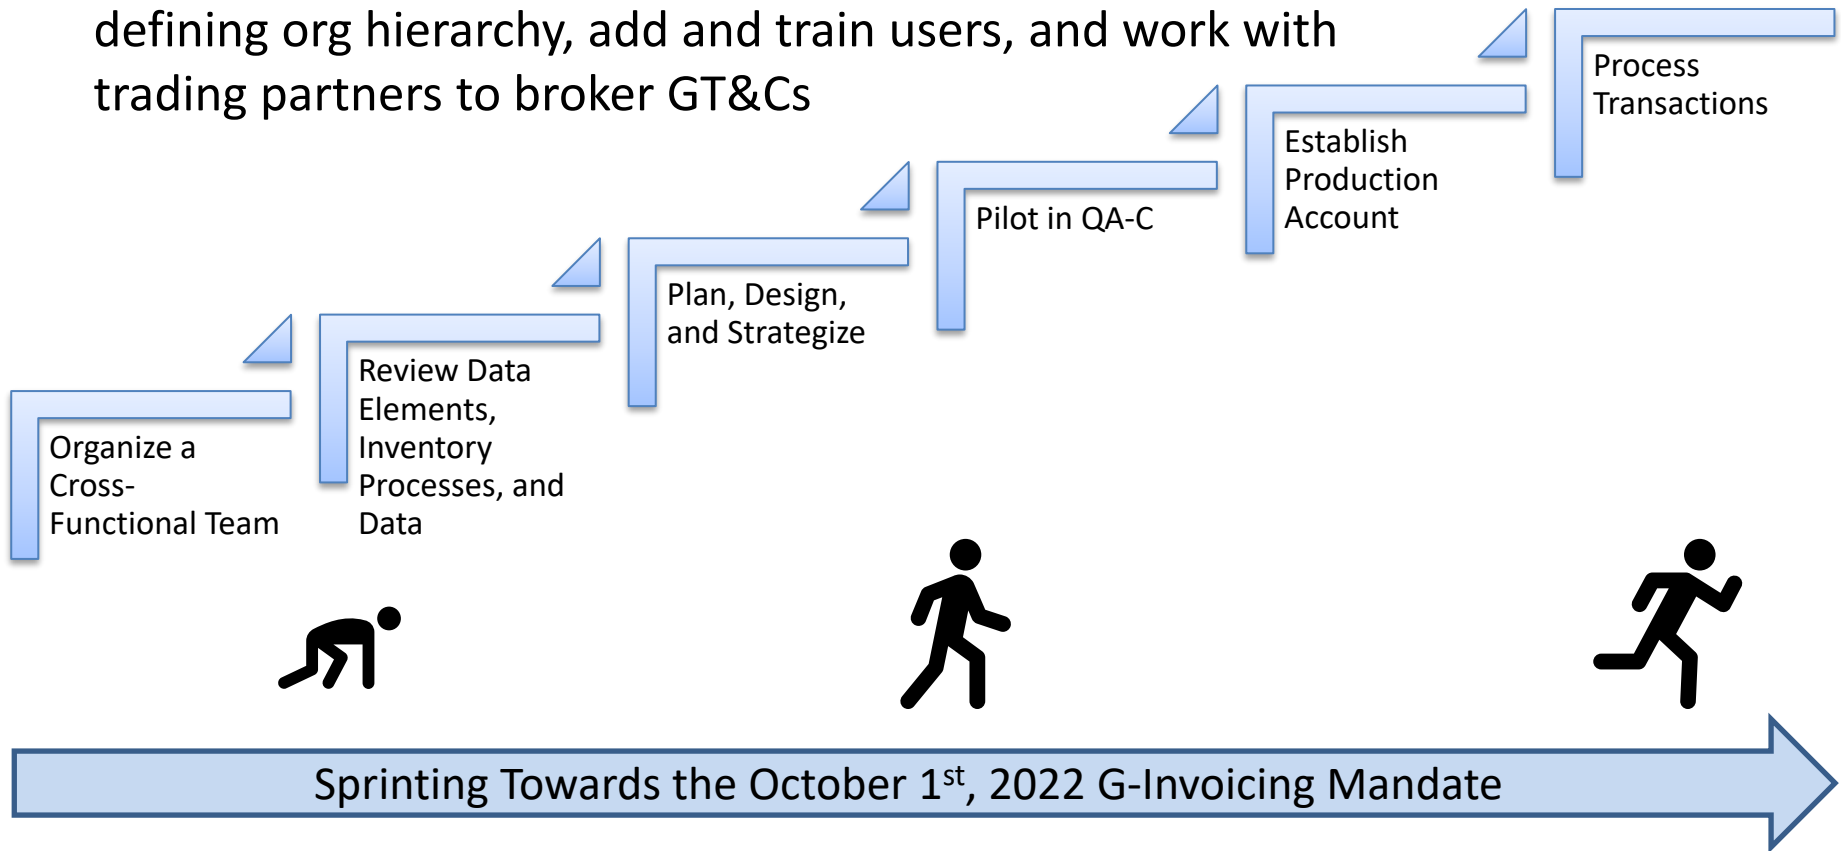 defining org hierarchy, add and train users, and work with
trading partners to broker GT&Cs
Process
Transactions
Establish
Production
Account
Pilot in QA-C
Plan, Design,
and Strategize
Review Data
Elements,
Inventory
Processes, and
Data
Organize a
Cross-
Functional Team
Sprinting Towards the October 1st, 2022 G-Invoicing Mandate